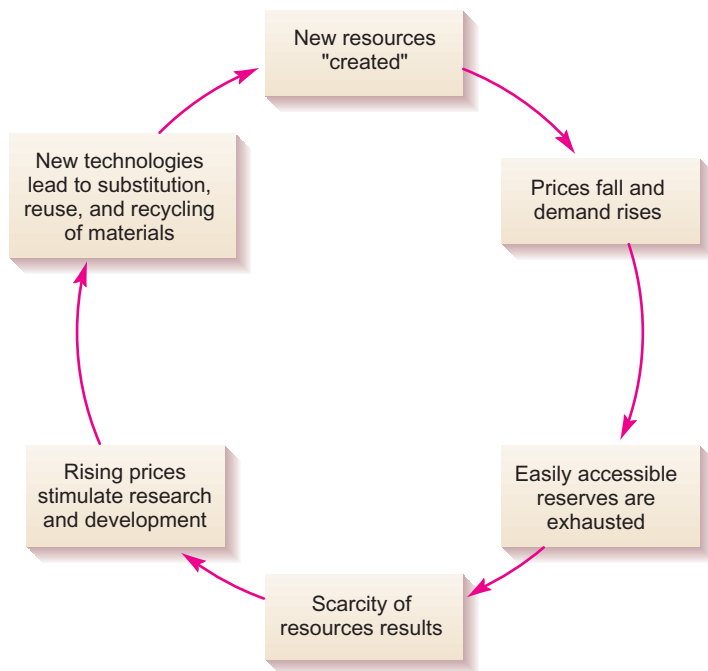 New resources
"created"
Prices fall and
demand rises
Easily accessible
reserves are
exhausted
Scarcity of
resources results
Rising prices
stimulate research
and development
New technologies
lead to substitution,
reuse, and recycling
of materials